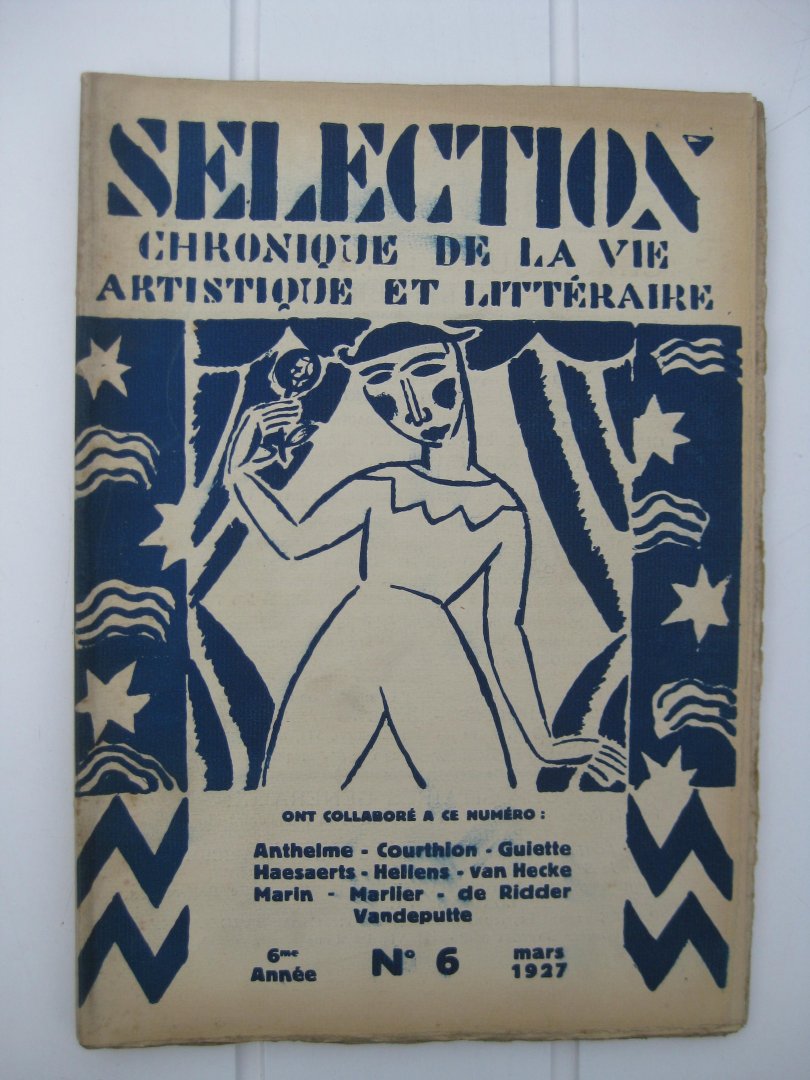 SELECTION
CHRONIQUE DE LA VIE
ARTISTIQUE ET LITTÉRAIRE
ONT COLLABORÉ A CE NUMÉRO :
Anthelme - Courthion - Guiette
Haesaerts - Hellens - van Hecke
Marin - Marlier - de Ridder
Vandeputte
6me Année N° 6 mars 1927